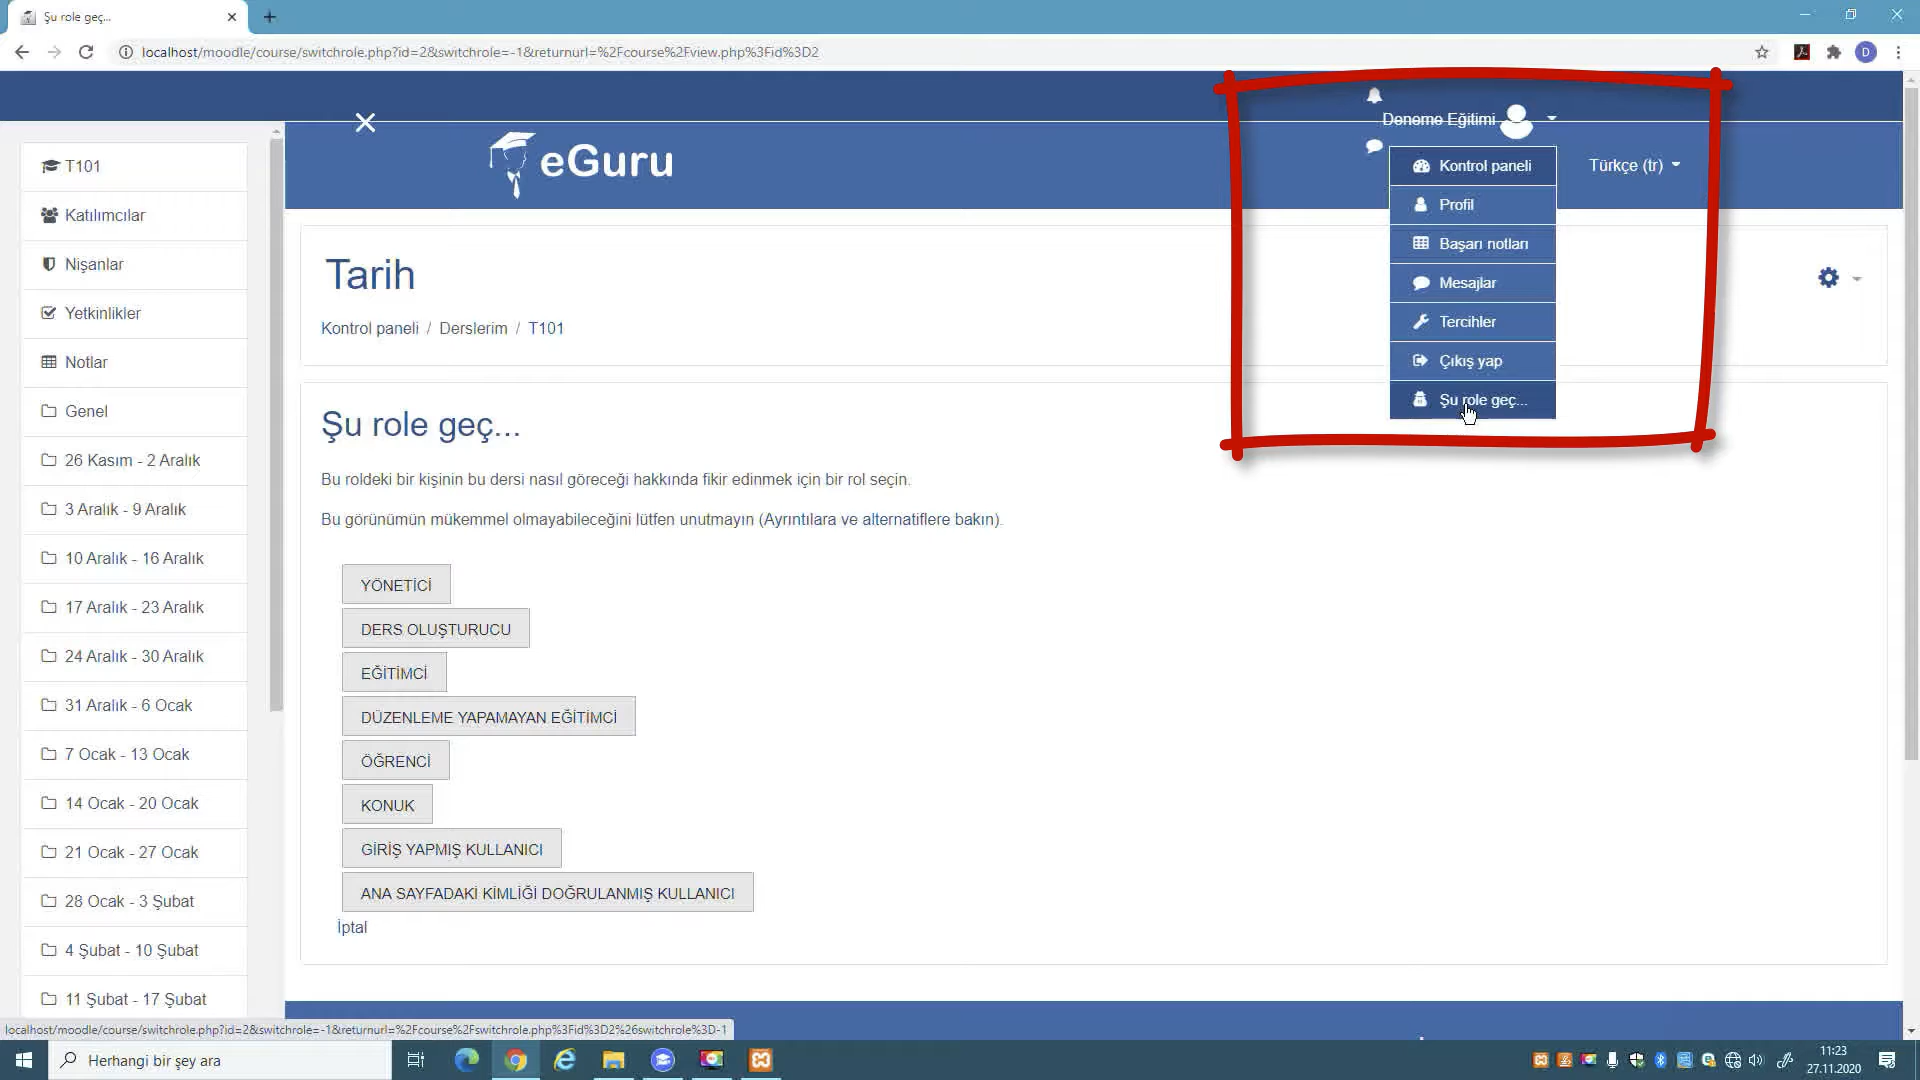 Şu role geç...
localhost/moodle/course/switchrole.php?id=2&switchrole=-1&returnurl=%2Fcourse%2Fview.php%3Fid%3D2
D
eGuru
Deneme Eğitimi
Türkçe (tr)
Kontrol paneli
Profil
Başarı notları
Mesajlar
Tercihler
Çıkış yap
Şu role geç...
T101
Katılımcılar
Nişanlar
Yetkinlikler
Notlar
Genel
26 Kasım - 2 Aralık
3 Aralık - 9 Aralık
10 Aralık - 16 Aralık
17 Aralık - 23 Aralık
24 Aralık - 30 Aralık
31 Aralık - 6 Ocak
7 Ocak - 13 Ocak
14 Ocak - 20 Ocak
21 Ocak - 27 Ocak
28 Ocak - 3 Şubat
4 Şubat - 10 Şubat
11 Şubat - 17 Şubat
Tarih
Kontrol paneli / Derslerim / T101
Şu role geç...
Bu roldeki bir kişinin bu dersi nasıl göreceği hakkında fikir edinmek için bir rol seçin.
Bu görünümün mükemmel olmayabileceğini lütfen unutmayın (Ayrıntılara ve alternatiflere bakın).
YÖNETİCİ
DERS OLUŞTURUCU
EĞİTİMCİ
DÜZENLEME YAPAMAYAN EĞİTİMCİ
ÖĞRENCİ
KONUK
GİRİŞ YAPMIŞ KULLANICI
ANA SAYFADAKİ KİMLİĞİ DOĞRULANMIŞ KULLANICI
İptal
localhost/moodle/course/switchrole.php?id=2&switchrole=-1&returnurl=%2Fcourse%2Fswitchrole.php%3Fid%3D2%26switchrole%3D-1
Herhangi bir şey ara
11:23
27.11.2020